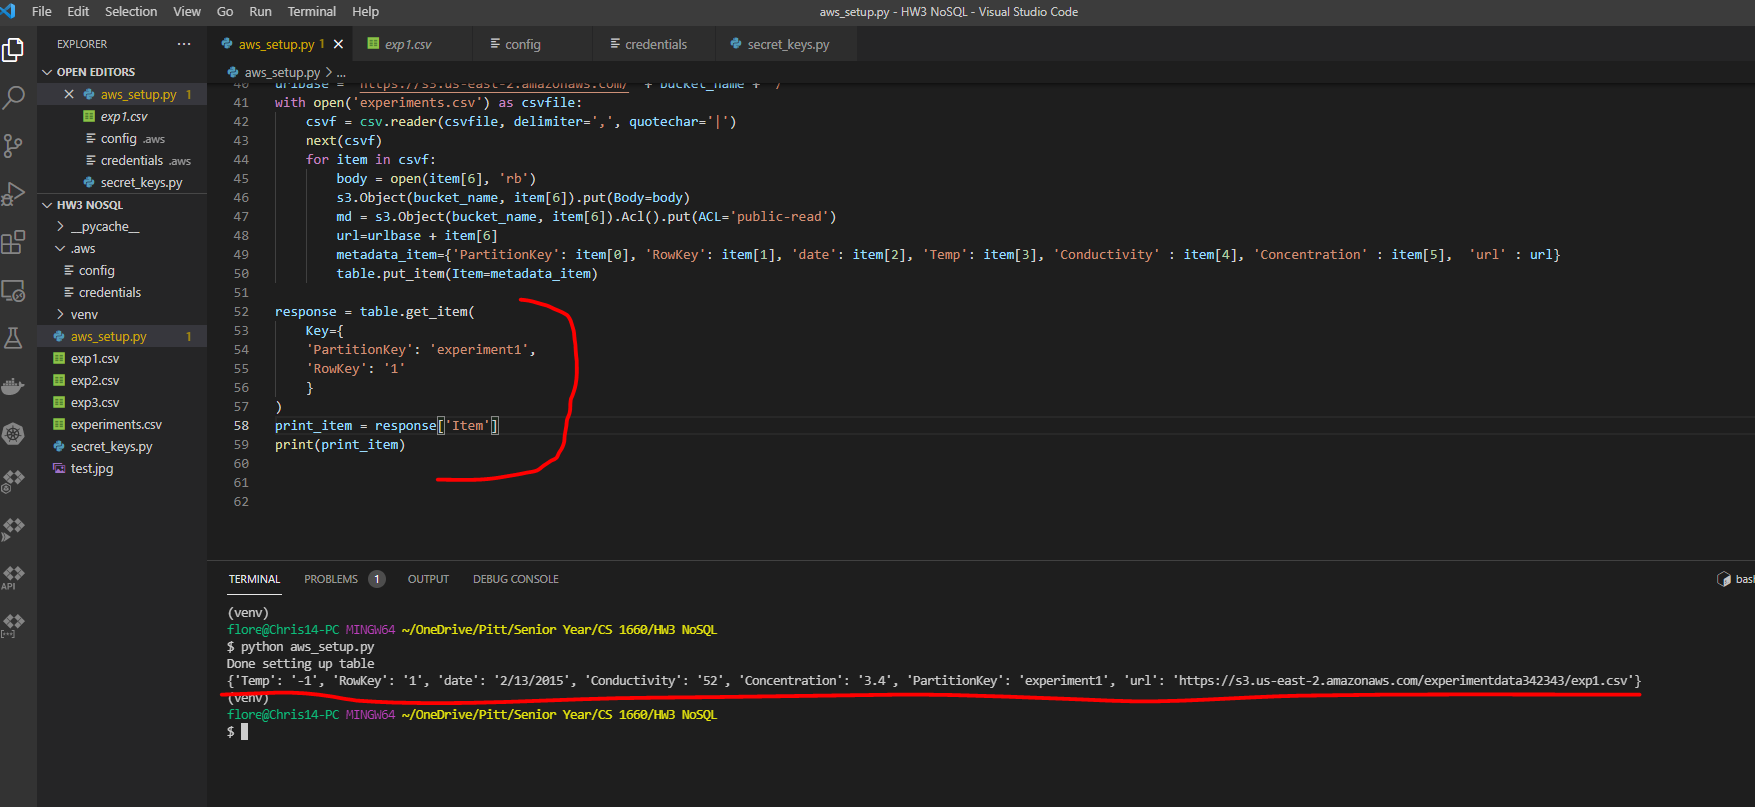 File Edit Selection View Go Run Terminal Help
aws_setup.py - HW3 NoSQL - Visual Studio Code
EXPLORER ···
OPEN EDITORS
aws_setup.py 1
exp1.csv
config .aws
credentials .aws
secret_keys.py
HW3 NOSQL
__pycache__
.aws
config
credentials
venv
aws_setup.py 1
exp1.csv
exp2.csv
exp3.csv
experiments.csv
secret_keys.py
test.jpg
API
aws_setup.py 1
exp1.csv
config
credentials
secret_keys.py
aws_setup.py > ...
40 urlbase = 'https://s3.us-east-2.amazonaws.com/' + bucket_name + '/'
41 with open('experiments.csv') as csvfile:
42 csvf = csv.reader(csvfile, delimiter=',', quotechar='|')
43 next(csvf)
44 for item in csvf:
45 body = open(item[6], 'rb')
46 s3.Object(bucket_name, item[6]).put(Body=body)
47 md = s3.Object(bucket_name, item[6]).Acl().put(ACL='public-read')
48 url=urlbase + item[6]
49 metadata_item={'PartitionKey': item[0], 'RowKey': item[1], 'date': item[2], 'Temp': item[3], 'Conductivity' : item[4], 'Concentration' : item[5], 'url' : url}
50 table.put_item(Item=metadata_item)
51
52 response = table.get_item(
53 Key={
54 'PartitionKey': 'experiment1',
55 'RowKey': '1'
56 }
57 )
58 print_item = response['Item']
59 print(print_item)
60
61
62
TERMINAL PROBLEMS 1 OUTPUT DEBUG CONSOLE
bash
(venv)
flore@Chris14-PC MINGW64 ~/OneDrive/Pitt/Senior Year/CS 1660/HW3 NoSQL
$ python aws_setup.py
Done setting up table
{'Temp': '-1', 'RowKey': '1', 'date': '2/13/2015', 'Conductivity': '52', 'Concentration': '3.4', 'PartitionKey': 'experiment1', 'url': 'https://s3.us-east-2.amazonaws.com/experimentdata342343/exp1.csv'}
(venv)
flore@Chris14-PC MINGW64 ~/OneDrive/Pitt/Senior Year/CS 1660/HW3 NoSQL
$